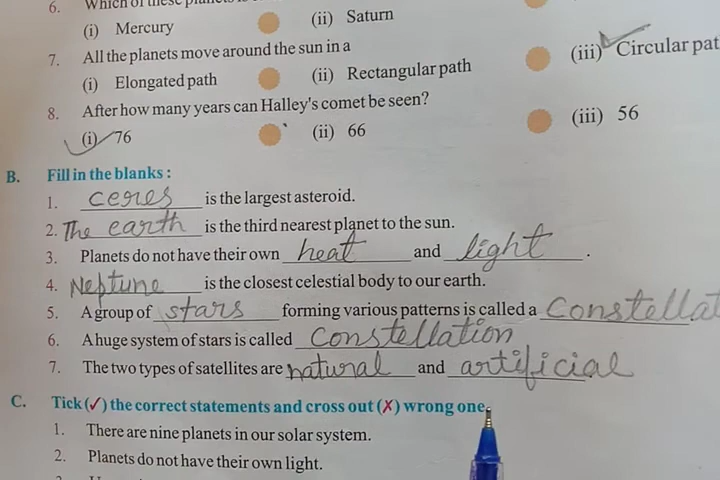 6. Which of these
(i) Mercury (ii) Saturn
7. All the planets move around the sun in a
(i) Elongated path (ii) Rectangular path (iii) Circular pat
8. After how many years can Halley's comet be seen?
(i) 76 (ii) 66 (iii) 56
B. Fill in the blanks :
1. ceres is the largest asteroid.
2. The earth is the third nearest planet to the sun.
3. Planets do not have their own heat and light.
4. Neptune is the closest celestial body to our earth.
5. A group of stars forming various patterns is called a Constellat
6. A huge system of stars is called constellation
7. The two types of satellites are natural and artificial
C. Tick (✓) the correct statements and cross out (✗) wrong one.
1. There are nine planets in our solar system.
2. Planets do not have their own light.